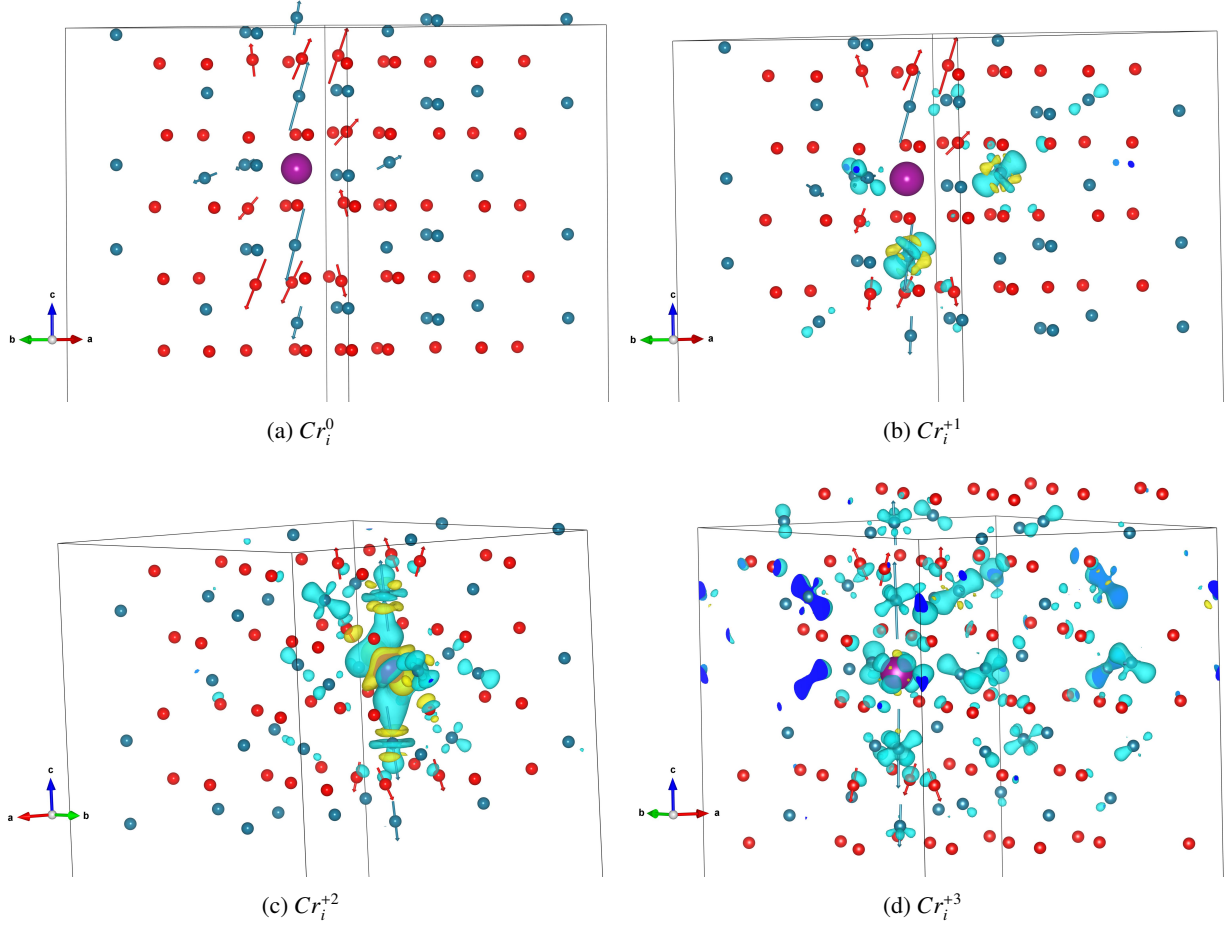 c
b
a
c
b
a
(a) $Cr_i^0$
(b) $Cr_i^{+1}$
c
a
b
c
b
a
(c) $Cr_i^{+2}$
(d) $Cr_i^{+3}$